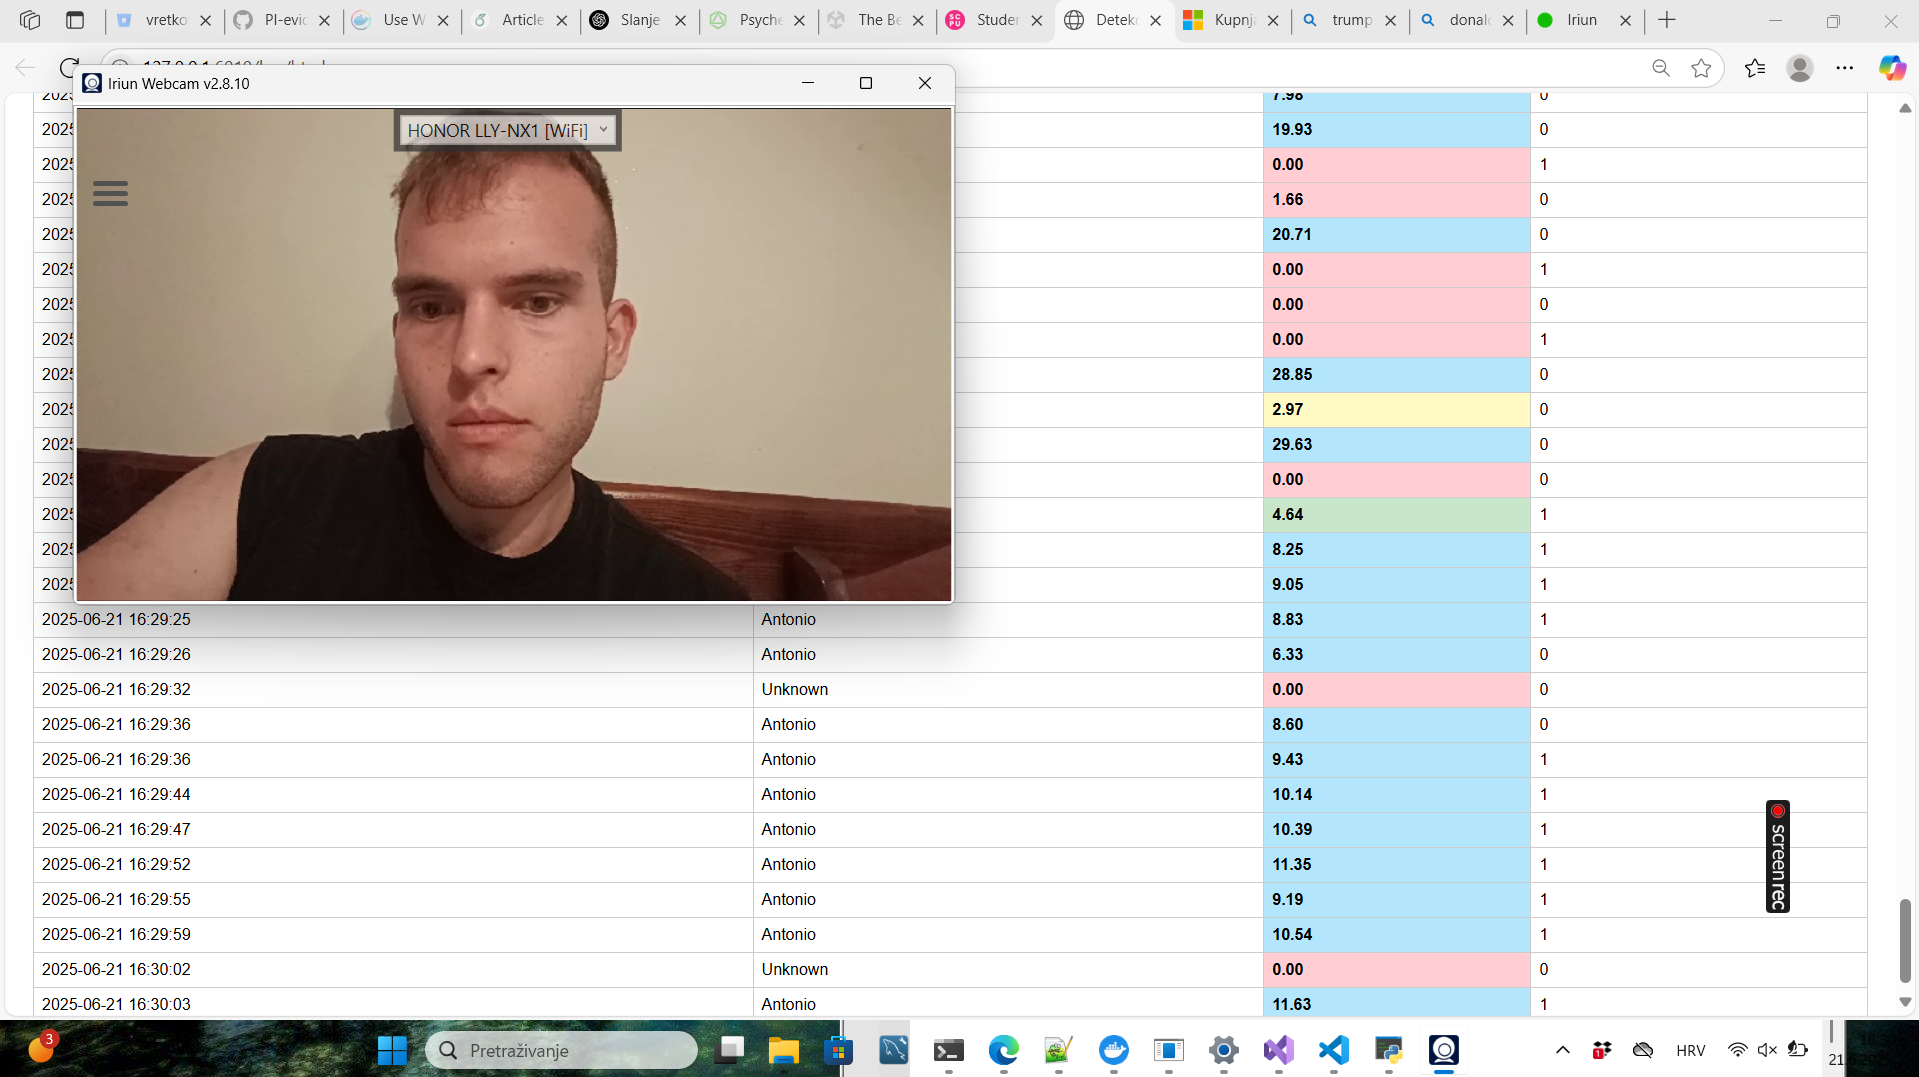 vretko
PI-evic
Use W
Article
Slanje
Psyche
The Be
Studer
Detek
Kupnj
trump
donal
Iriun
Iriun Webcam v2.8.10
HONOR LLY-NX1 [WiFi]
7.98 0
2025 19.93 0
2025 0.00 1
2025 1.66 0
2025 20.71 0
2025 0.00 1
2025 0.00 0
2025 0.00 1
2025 28.85 0
2025 2.97 0
2025 29.63 0
2025 0.00 0
2025 4.64 1
2025 8.25 1
2025 9.05 1
2025-06-21 16:29:25 Antonio 8.83 1
2025-06-21 16:29:26 Antonio 6.33 0
2025-06-21 16:29:32 Unknown 0.00 0
2025-06-21 16:29:36 Antonio 8.60 0
2025-06-21 16:29:36 Antonio 9.43 1
2025-06-21 16:29:44 Antonio 10.14 1
2025-06-21 16:29:47 Antonio 10.39 1
2025-06-21 16:29:52 Antonio 11.35 1
2025-06-21 16:29:55 Antonio 9.19 1
2025-06-21 16:29:59 Antonio 10.54 1
2025-06-21 16:30:02 Unknown 0.00 0
2025-06-21 16:30:03 Antonio 11.63 1
screenrec
3
Pretraživanje
1
HRV
21